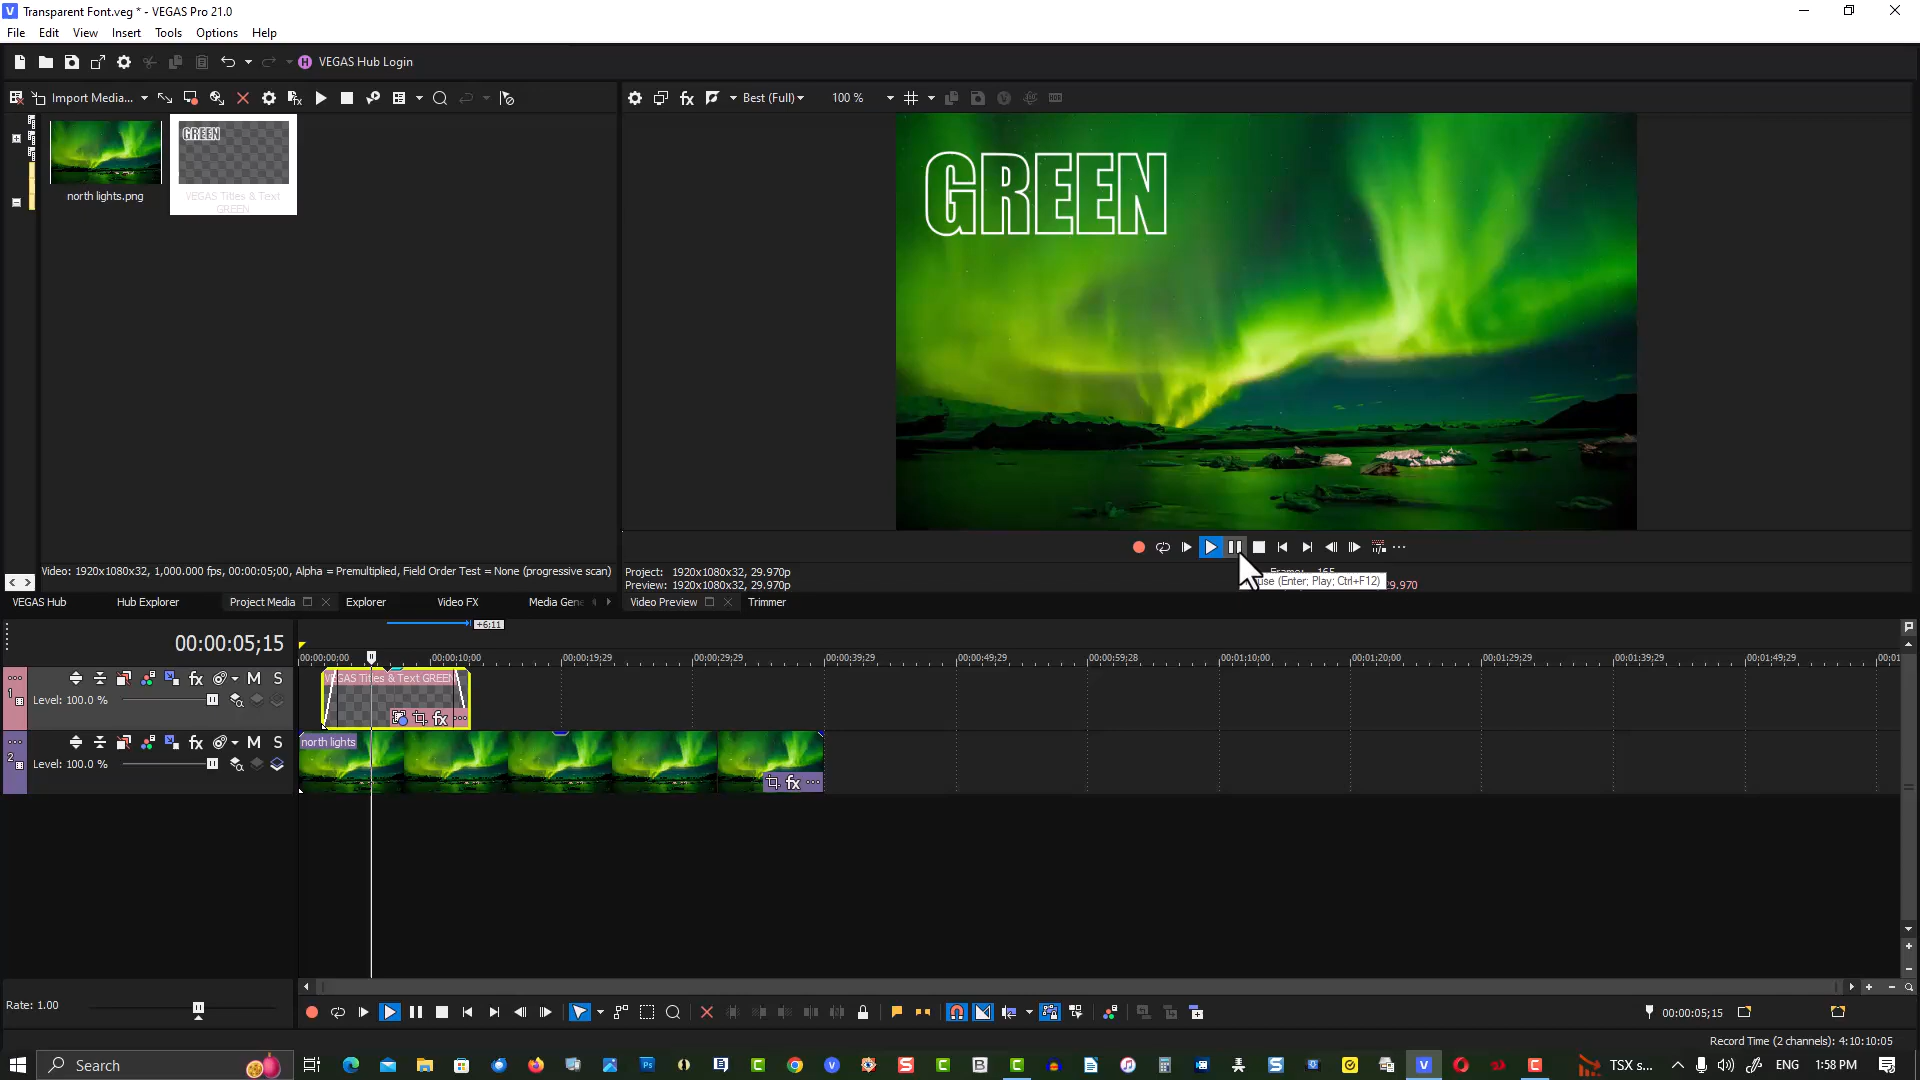 Transparent Font.veg * - VEGAS Pro 21.0
File Edit View Insert Tools Options Help
VEGAS Hub Login
Import Media...
Best (Full)
100 %
GREEN
north lights.png
VEGAS Titles & Text
GREEN
GREEN
Video: 1920x1080x32, 1,000.000 fps, 00:00:05;00, Alpha = Premultiplied, Field Order Test = None (progressive scan)
Project: 1920x1080x32, 29.970p
Preview: 1920x1080x32, 29.970p
(Enter; Play; Ctrl+F12)
29.970
VEGAS Hub
Hub Explorer
Project Media
Explorer
Video FX
Media Gene
Video Preview
Trimmer
+6;11
00:00:05;15
00:00:00;00 00:00:10;00 00:00:19;29 00:00:29;29 00:00:39;29 00:00:49;29 00:00:59;28 00:01:10;00 00:01:20;00 00:01:29;29 00:01:39;29 00:01:49;29 00:01
1
M S
Level: 100.0 %
VEGAS Titles & Text GREEN
fx
2
M S
Level: 100.0 %
north lights
fx
Rate: 1.00
00:00:05;15
Record Time (2 channels): 4:10:10:05
Search
TSX s...
ENG
1:58 PM